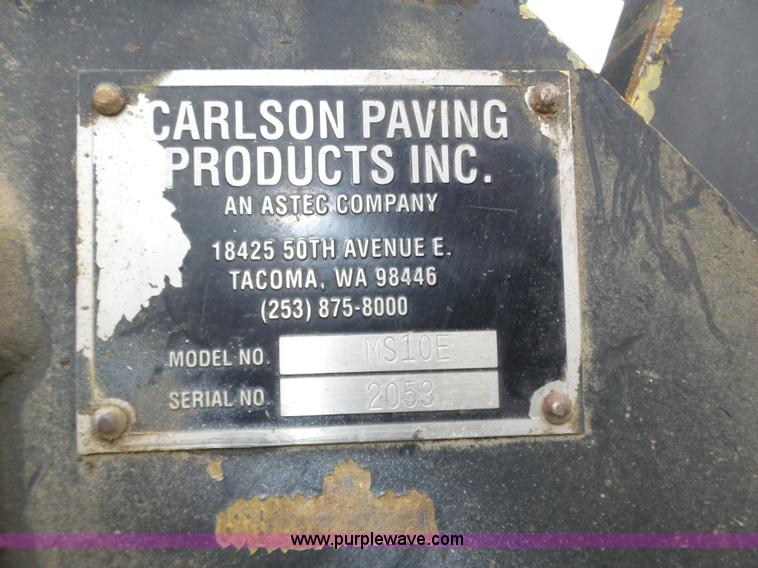 CARLSON PAVING
PRODUCTS INC.
AN ASTEC COMPANY
18425 50TH AVENUE E.
TACOMA, WA 98446
(253) 875-8000
MODEL NO. MS10E
SERIAL NO. 2053
www.purplewave.com